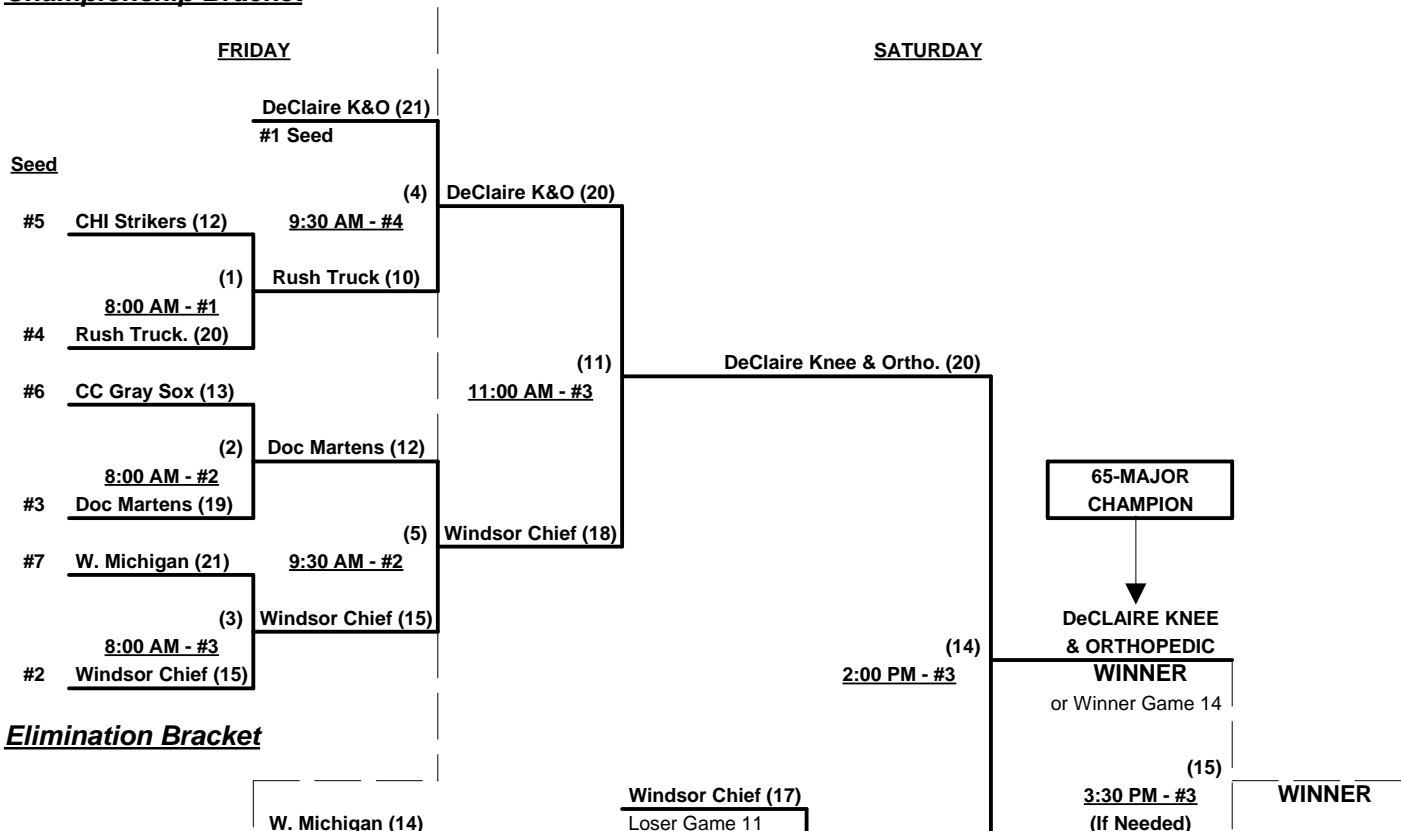 FRIDAY SATURDAY
DeClaire K&O (21)
#1 Seed
Seed
(4) DeClaire K&O (20)
#5 CHI Strikers (12) 9:30 AM - #4
(1) Rush Truck (10)
8:00 AM - #1
#4 Rush Truck. (20)
(11) DeClaire Knee & Ortho. (20)
#6 CC Gray Sox (13) 11:00 AM - #3
(2) Doc Martens (12)
8:00 AM - #2
#3 Doc Martens (19)
65-MAJOR
CHAMPION
(5) Windsor Chief (18)
#7 W. Michigan (21) 9:30 AM - #2
(3) Windsor Chief (15)
8:00 AM - #3
#2 Windsor Chief (15)
DeCLAIRE KNEE
(14) & ORTHOPEDIC
2:00 PM - #3 WINNER
or Winner Game 14
Elimination Bracket
(15)
Windsor Chief (17) 3:30 PM - #3 WINNER
W. Michigan (14) Loser Game 11 (If Needed)